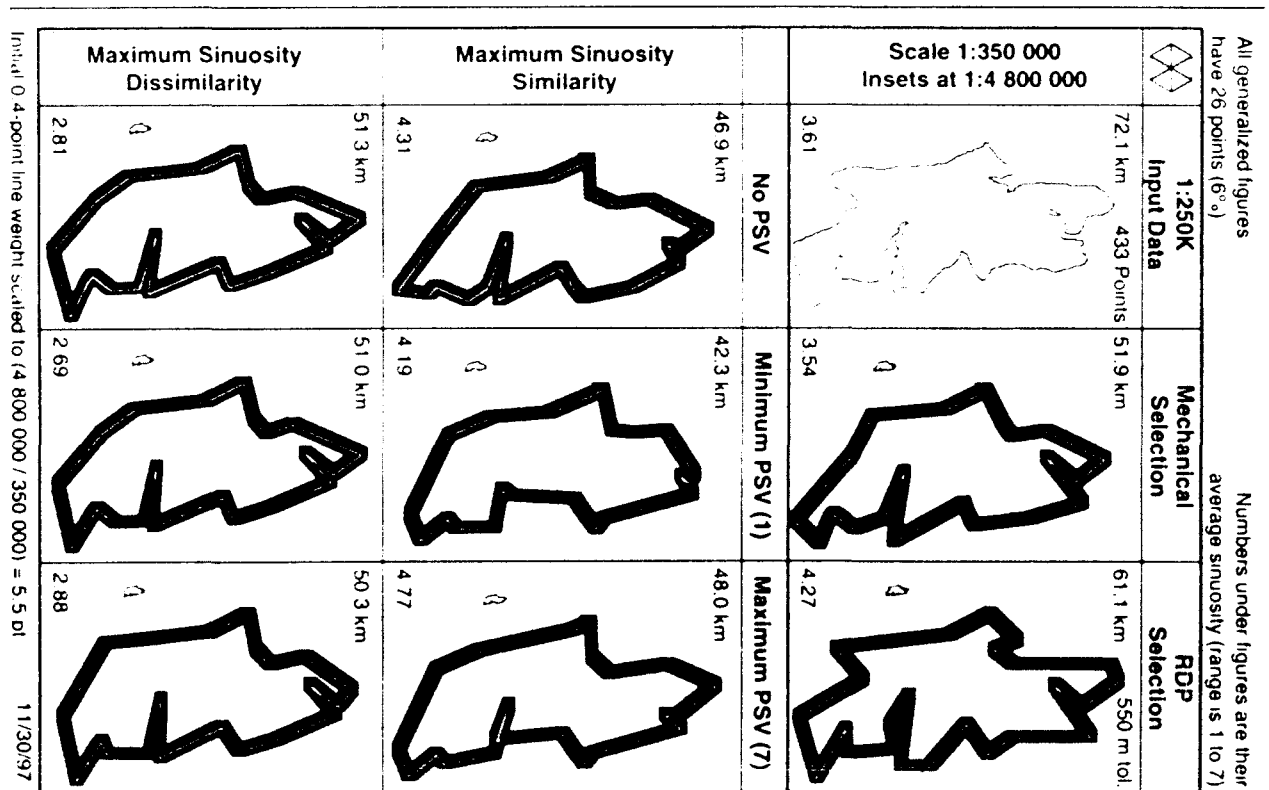 All generalized figures
have 26 points (6%)
Numbers under figures are their
average sinuosity (range is 1 to 7)
Scale 1:350 000
Insets at 1:4 800 000
1:250K
Input Data
Mechanical
Selection
RDP
Selection
72.1 km 433 Points
3.61
51.9 km
3.54
61.1 km 550 m tol.
4.27
No PSV
Minimum PSV (1)
Maximum PSV (7)
Maximum Sinuosity
Similarity
46.9 km
4.31
42.3 km
4.19
48.0 km
4.77
Maximum Sinuosity
Dissimilarity
51.3 km
2.81
51.0 km
2.69
50.3 km
2.88
Initial 0.4-point line weight scaled to (4 800 000 / 350 000) = 5.5 pt
11/30/97